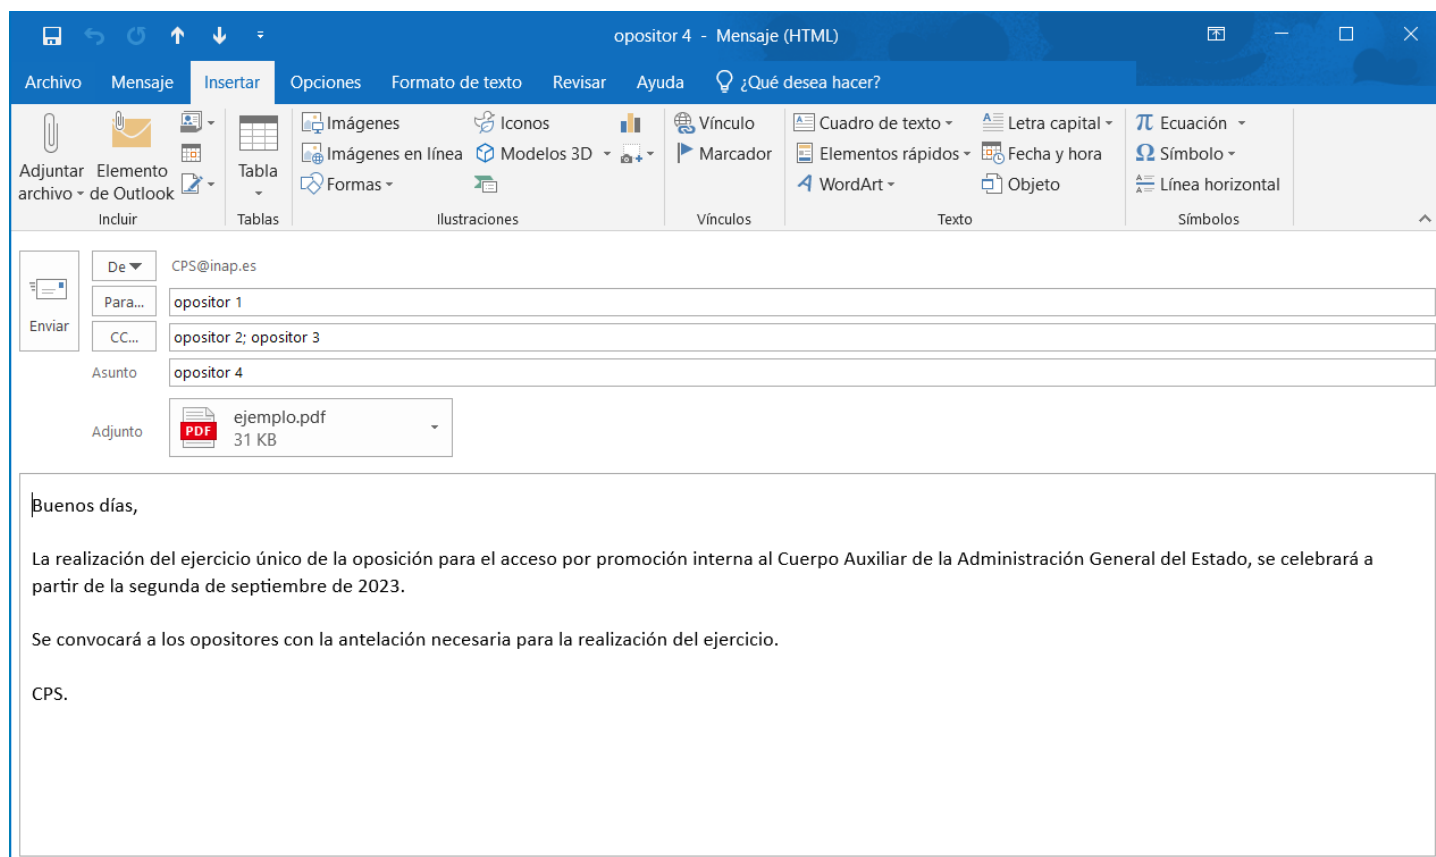 opositor 4 - Mensaje (HTML)
Archivo Mensaje Insertar Opciones Formato de texto Revisar Ayuda ¿Qué desea hacer?
Adjuntar archivo
Elemento de Outlook
Incluir
Tabla
Tablas
Imágenes
Imágenes en línea
Formas
Iconos
Modelos 3D
Ilustraciones
Vínculo
Marcador
Vínculos
Cuadro de texto
Elementos rápidos
WordArt
Letra capital
Fecha y hora
Objeto
Texto
π Ecuación
Ω Símbolo
Línea horizontal
Símbolos
Enviar
De CPS@inap.es
Para... opositor 1
CC... opositor 2; opositor 3
Asunto opositor 4
Adjunto
PDF
ejemplo.pdf
31 KB
Buenos días,
La realización del ejercicio único de la oposición para el acceso por promoción interna al Cuerpo Auxiliar de la Administración General del Estado, se celebrará a
partir de la segunda de septiembre de 2023.
Se convocará a los opositores con la antelación necesaria para la realización del ejercicio.
CPS.